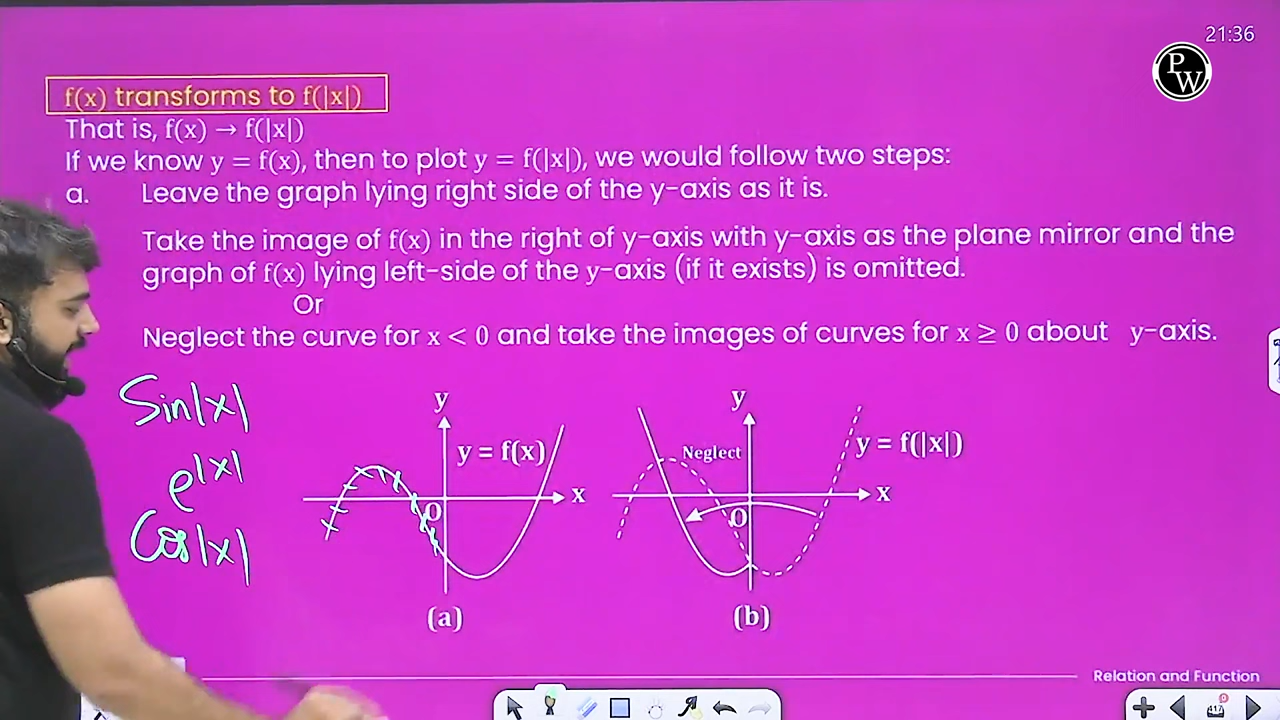 21:36
PW
f(x) transforms to f(|x|)
That is, f(x) → f(|x|)
If we know y = f(x), then to plot y = f(|x|), we would follow two steps:
a. Leave the graph lying right side of the y-axis as it is.
Take the image of f(x) in the right of y-axis with y-axis as the plane mirror and the
graph of f(x) lying left-side of the y-axis (if it exists) is omitted.
Or
Neglect the curve for x < 0 and take the images of curves for x ≥ 0 about y-axis.
Sin|x|
e^|x|
Cos|x|
y
y = f(x)
x
O
(a)
y
Neglect
y = f(|x|)
x
O
(b)
Relation and Function
417